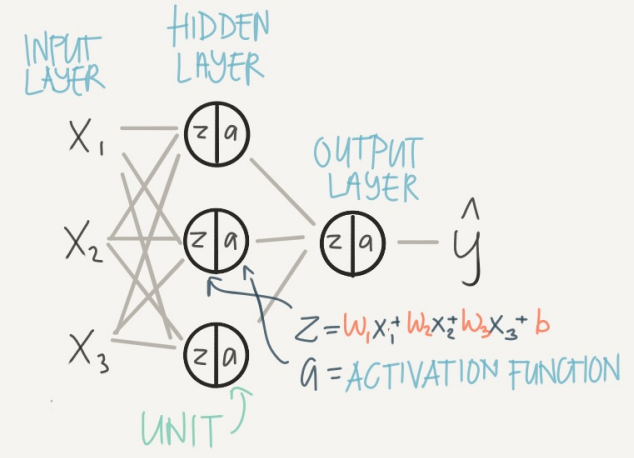 INPUT
LAYER
HIDDEN
LAYER
X₁
z a
OUTPUT
LAYER
X₂
z a
z a
ŷ
Z = W₁X₁ + W₂X₂ + W₃X₃ + b
X₃
z a
a = ACTIVATION FUNCTION
UNIT